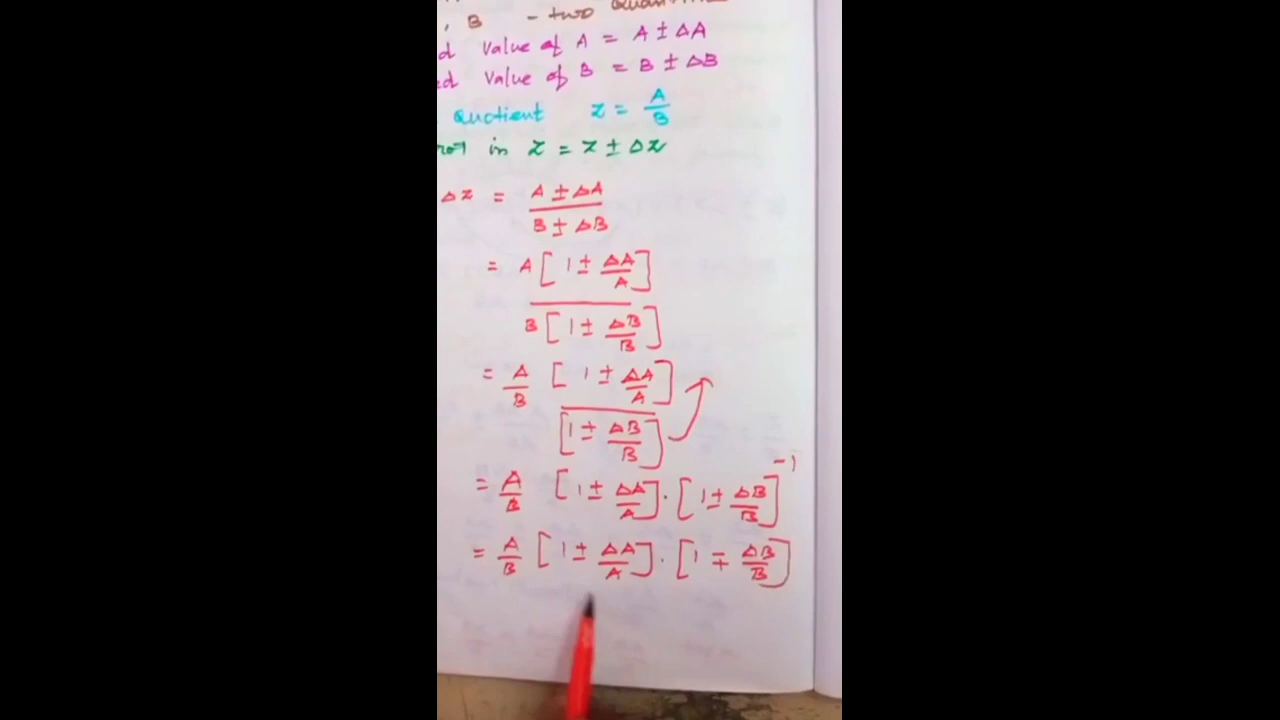 , B - two
Value of A = A ± ΔA
Value of B = B ± ΔB
Quotient Z = A/B
in Z = Z ± ΔZ
ΔZ = A ± ΔA / B ± ΔB
= A [1 ± ΔA/A] / B [1 ± ΔB/B]
= A/B [1 ± ΔA/A] / [1 ± ΔB/B]
= A/B [1 ± ΔA/A] · [1 ± ΔB/B]⁻¹
= A/B [1 ± ΔA/A] · [1 ∓ ΔB/B]